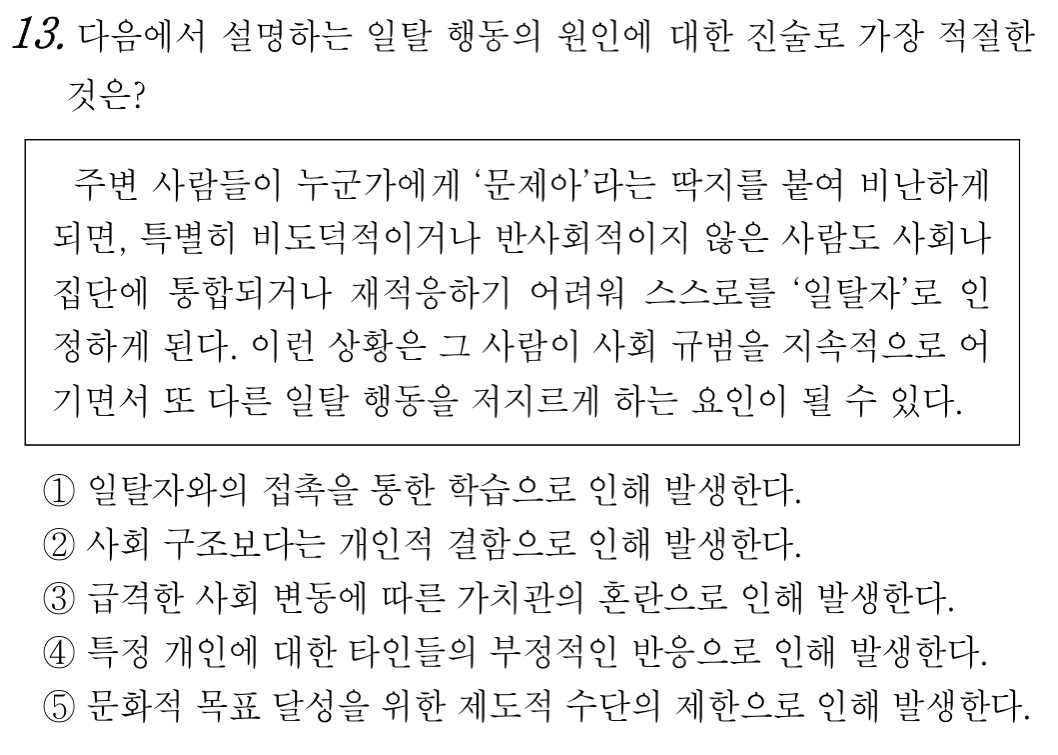 13. 다음에서 설명하는 일탈 행동의 원인에 대한 진술로 가장 적절한
것은?
주변 사람들이 누군가에게 ‘문제아’라는 딱지를 붙여 비난하게
되면, 특별히 비도덕적이거나 반사회적이지 않은 사람도 사회나
집단에 통합되거나 재적응하기 어려워 스스로를 ‘일탈자’로 인
정하게 된다. 이런 상황은 그 사람이 사회 규범을 지속적으로 어
기면서 또 다른 일탈 행동을 저지르게 하는 요인이 될 수 있다.
① 일탈자와의 접촉을 통한 학습으로 인해 발생한다.
② 사회 구조보다는 개인적 결함으로 인해 발생한다.
③ 급격한 사회 변동에 따른 가치관의 혼란으로 인해 발생한다.
④ 특정 개인에 대한 타인들의 부정적인 반응으로 인해 발생한다.
⑤ 문화적 목표 달성을 위한 제도적 수단의 제한으로 인해 발생한다.